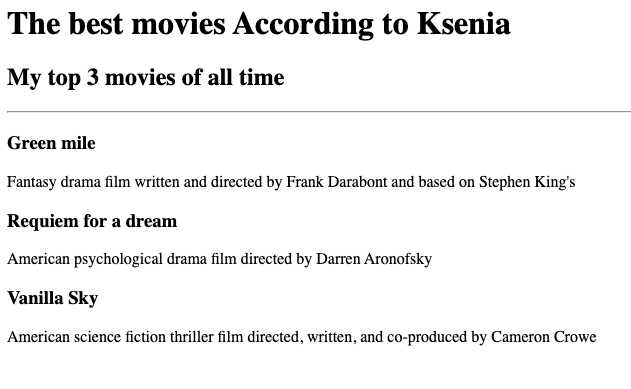 The best movies According to Ksenia
My top 3 movies of all time
Green mile
Fantasy drama film written and directed by Frank Darabont and based on Stephen King's
Requiem for a dream
American psychological drama film directed by Darren Aronofsky
Vanilla Sky
American science fiction thriller film directed, written, and co-produced by Cameron Crowe